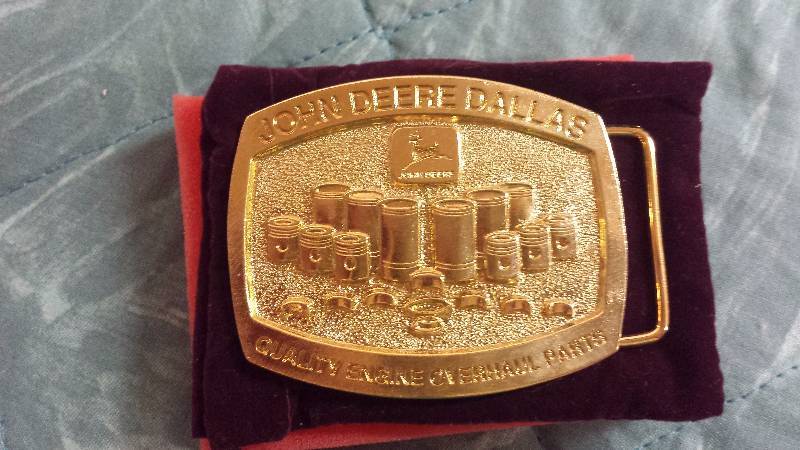 JOHN DEERE DALLAS
JOHN DEERE
QUALITY ENGINE OVERHAUL PARTS